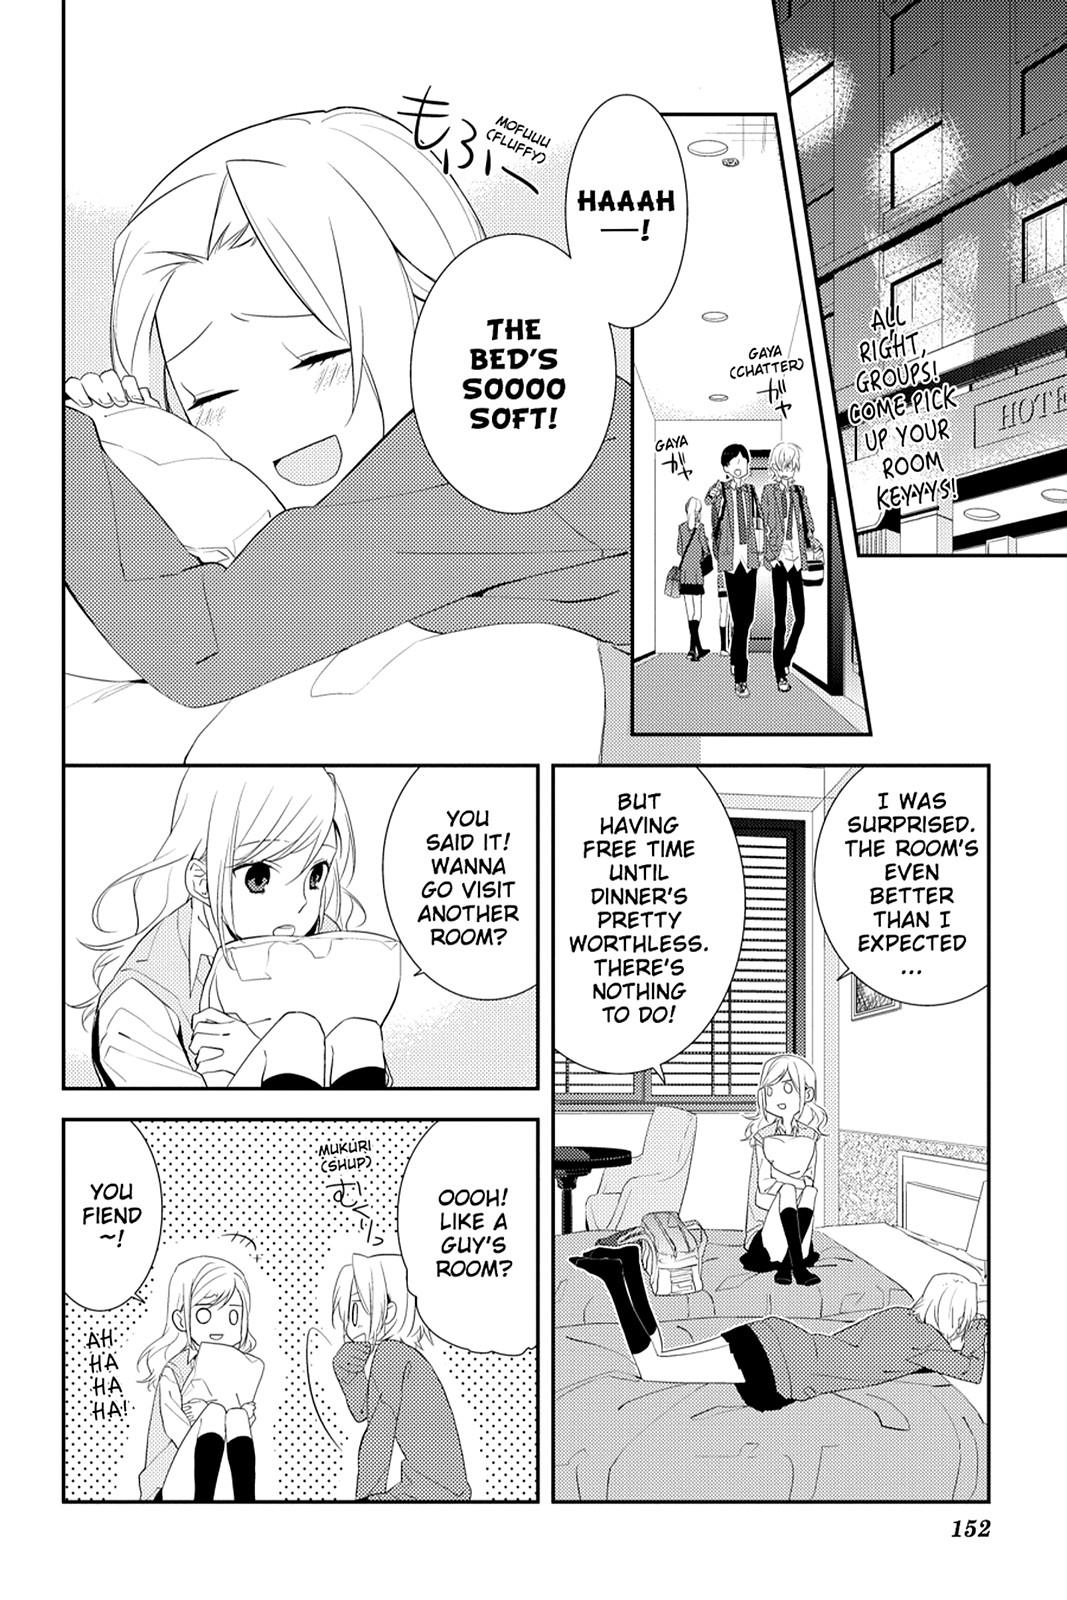 ALL
RIGHT,
GROUPS!
COME PICK
UP YOUR
ROOM
KEYYYS!
HOTE
GAYA
(CHATTER)
ガヤ
GAYA
ガヤ
HAAAH
—!
THE
BED'S
SOOOO
SOFT!
MOFUUU
(FLUFFY)
もふー
I WAS
SURPRISED.
THE ROOM'S
EVEN
BETTER
THAN I
EXPECTED
...
BUT
HAVING
FREE TIME
UNTIL
DINNER'S
PRETTY
WORTHLESS.
THERE'S
NOTHING
TO DO!
YOU
SAID IT!
WANNA
GO VISIT
ANOTHER
ROOM?
OOOH!
LIKE A
GUY'S
ROOM?
MUKURI
(SHUP)
むくり
YOU
FIEND
~!
AH
HA
HA
HA!
152